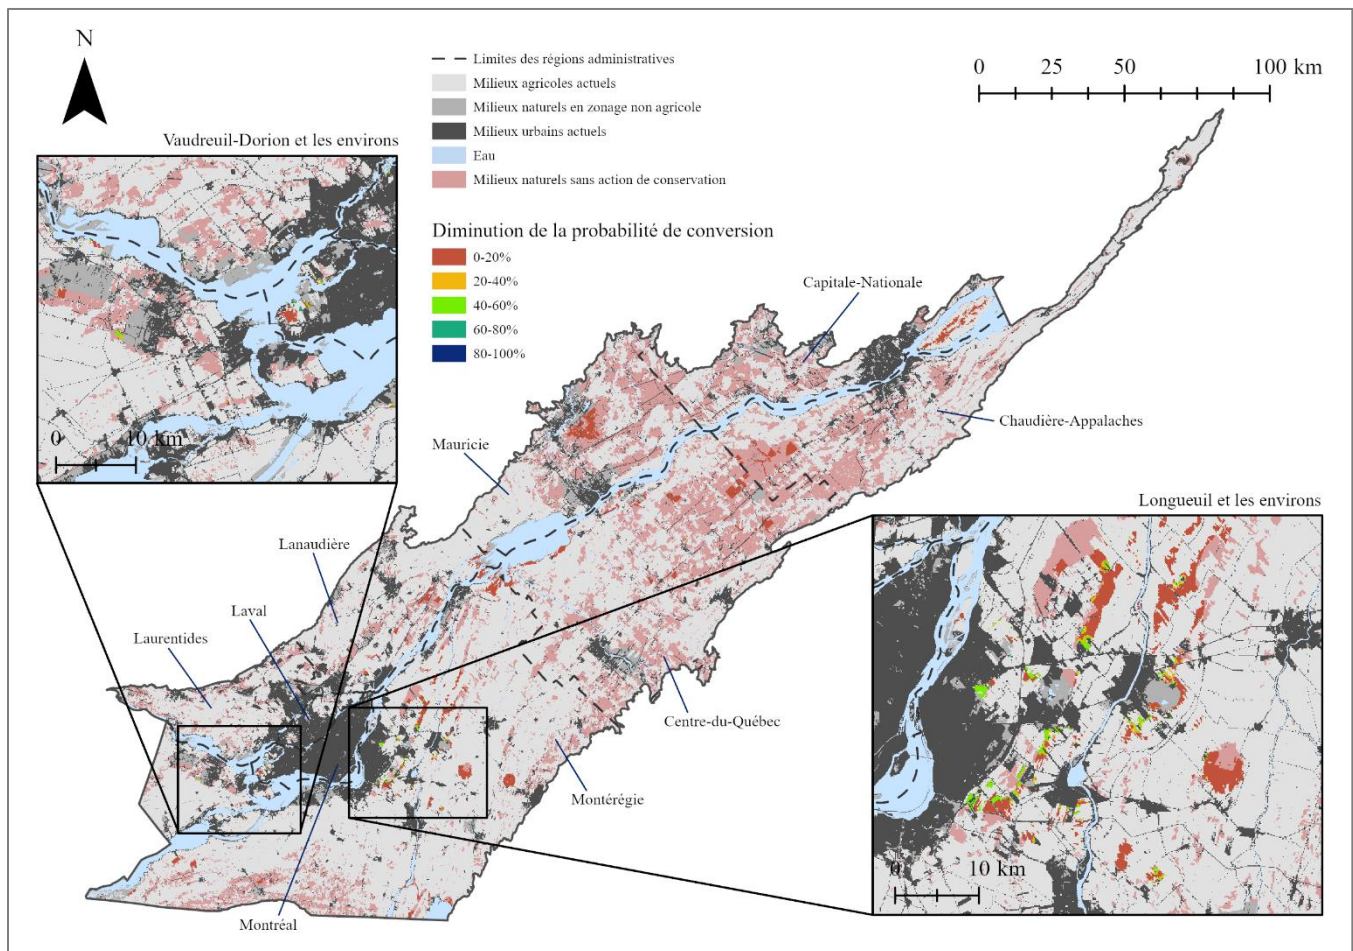 N
Limites des régions administratives
Milieux agricoles actuels
Milieux naturels en zonage non agricole
Milieux urbains actuels
Eau
Milieux naturels sans action de conservation
0 25 50 100 km
Vaudreuil-Dorion et les environs
0 10 km
Diminution de la probabilité de conversion
0-20%
20-40%
40-60%
60-80%
80-100%
Capitale-Nationale
Chaudière-Appalaches
Mauricie
Lanaudière
Laval
Laurentides
Centre-du-Québec
Montérégie
Montréal
Longueuil et les environs
0 10 km